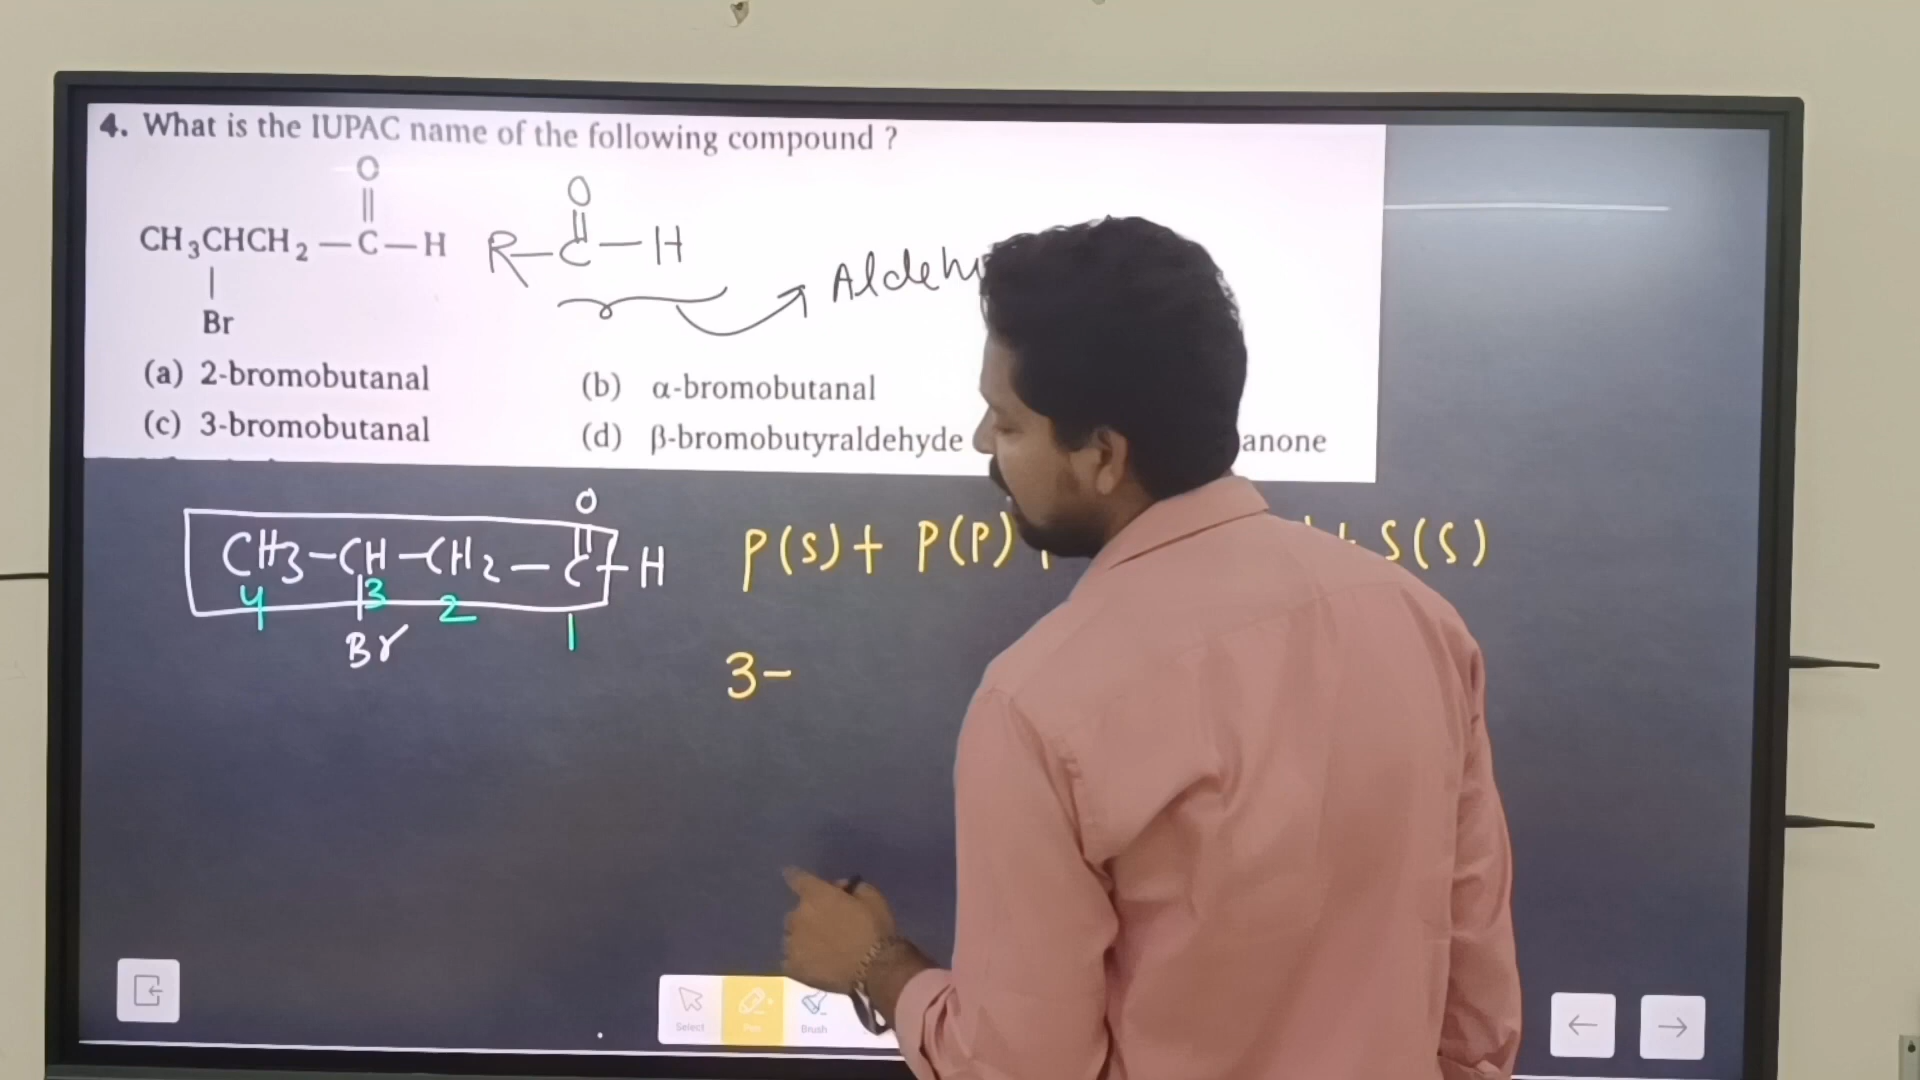 4. What is the IUPAC name of the following compound ?
O
||
CH3CHCH2 — C — H
|
Br
O
||
R — C — H
Aldehy
(a) 2-bromobutanal (b) α-bromobutanal
(c) 3-bromobutanal (d) β-bromobutyraldehyde anone
O
||
CH3 — CH — CH2 — C — H
4 3 2 1
Br
P(S) + P(P) + S(S)
3-
Select Pen Brush